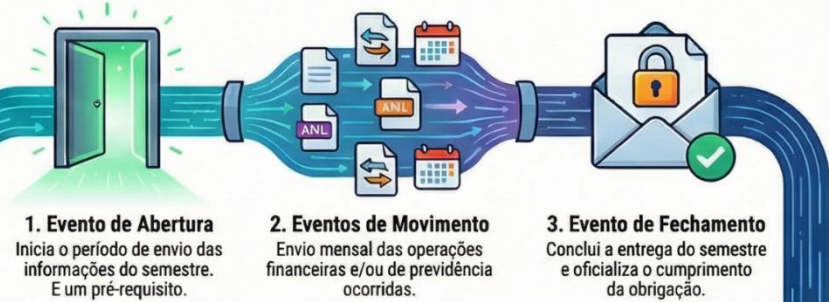 ANL
ANL
1. Evento de Abertura
Inicia o período de envio das
informações do semestre.
E um pré-requisito.
2. Eventos de Movimento
Envio mensal das operações
financeiras e/ou de previdência
ocorridas.
3. Evento de Fechamento
Conclui a entrega do semestre
e oficializa o cumprimento
da obrigação.